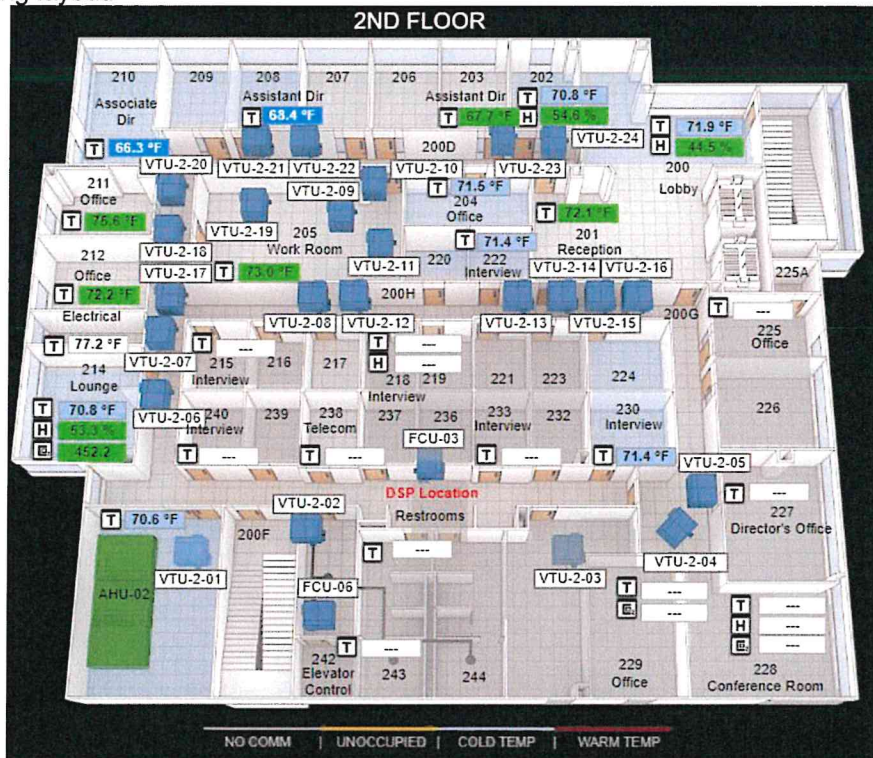 2ND FLOOR
210
209
208
207
206
203
202
Associate
Dir
Assistant Dir
Assistant Dir
T 70.8 °F
H 54.6 %
T 68.4 °F
T 67.7 °F
T 71.9 °F
H 44.5 %
T 66.3 °F
VTU-2-24
200D
200
Lobby
VTU-2-20
VTU-2-21
VTU-2-22
VTU-2-10
VTU-2-23
211
Office
VTU-2-09
T 71.5 °F
T 75.6 °F
204
Office
T 72.1 °F
VTU-2-19
205
Work Room
201
Reception
VTU-2-18
212
Office
T 71.4 °F
VTU-2-17
VTU-2-11
220
222
Interview
VTU-2-14
VTU-2-16
225A
T 73.0 °F
T 72.2 °F
200H
200G
Electrical
VTU-2-08
VTU-2-12
VTU-2-13
VTU-2-15
T ---
225
Office
T 77.2 °F
VTU-2-07
T ---
T ---
H ---
215
Interview
216
217
218
Interview
219
221
223
224
226
214
Lounge
T 70.8 °F
H 53.3 %
452.2
VTU-2-06
240
Interview
239
238
Telecom
237
236
233
Interview
232
230
Interview
FCU-03
T ---
T ---
T ---
T 71.4 °F
VTU-2-05
DSP Location
T ---
227
Director's Office
VTU-2-02
Restrooms
T 70.6 °F
200F
T ---
VTU-2-04
VTU-2-01
FCU-06
VTU-2-03
AHU-02
T ---
---
T ---
H ---
---
T ---
242
Elevator
Control
243
244
229
Office
228
Conference Room
NO COMM | UNOCCUPIED | COLD TEMP | WARM TEMP